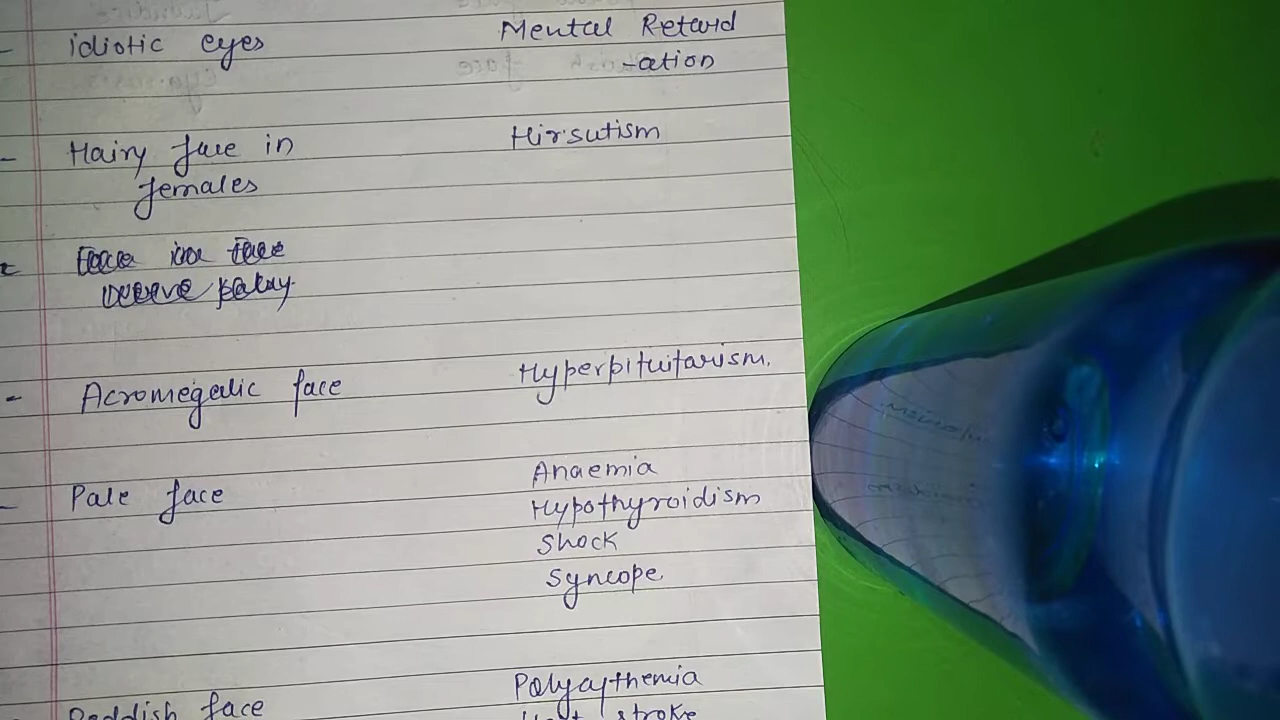 - idiotic eyes Mental Retard
-ation
- Hairy face in Hirsutism
females
- Acromegalic face Hyperpituitarism.
- Pale face Anaemia
Hypothyroidism
Shock
Syncope
Reddish face Polycythemia
stroke